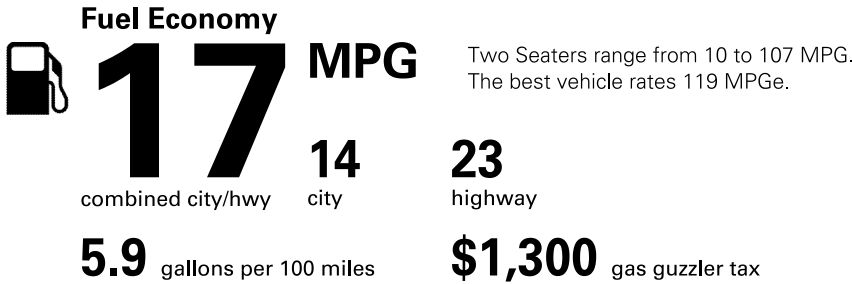 Fuel Economy
17 MPG
Two Seaters range from 10 to 107 MPG.
The best vehicle rates 119 MPGe.
combined city/hwy
14
city
23
highway
5.9 gallons per 100 miles
$1,300 gas guzzler tax